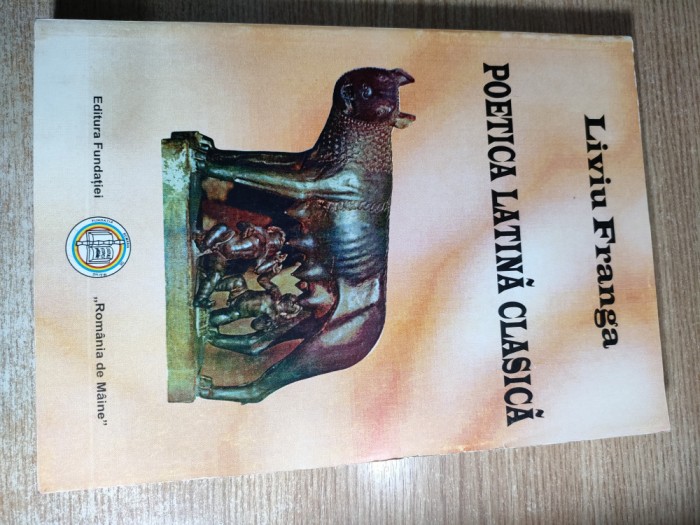 Liviu Franga
POETICA LATINĂ CLASICĂ
Editura Fundației
„România de Mâine”